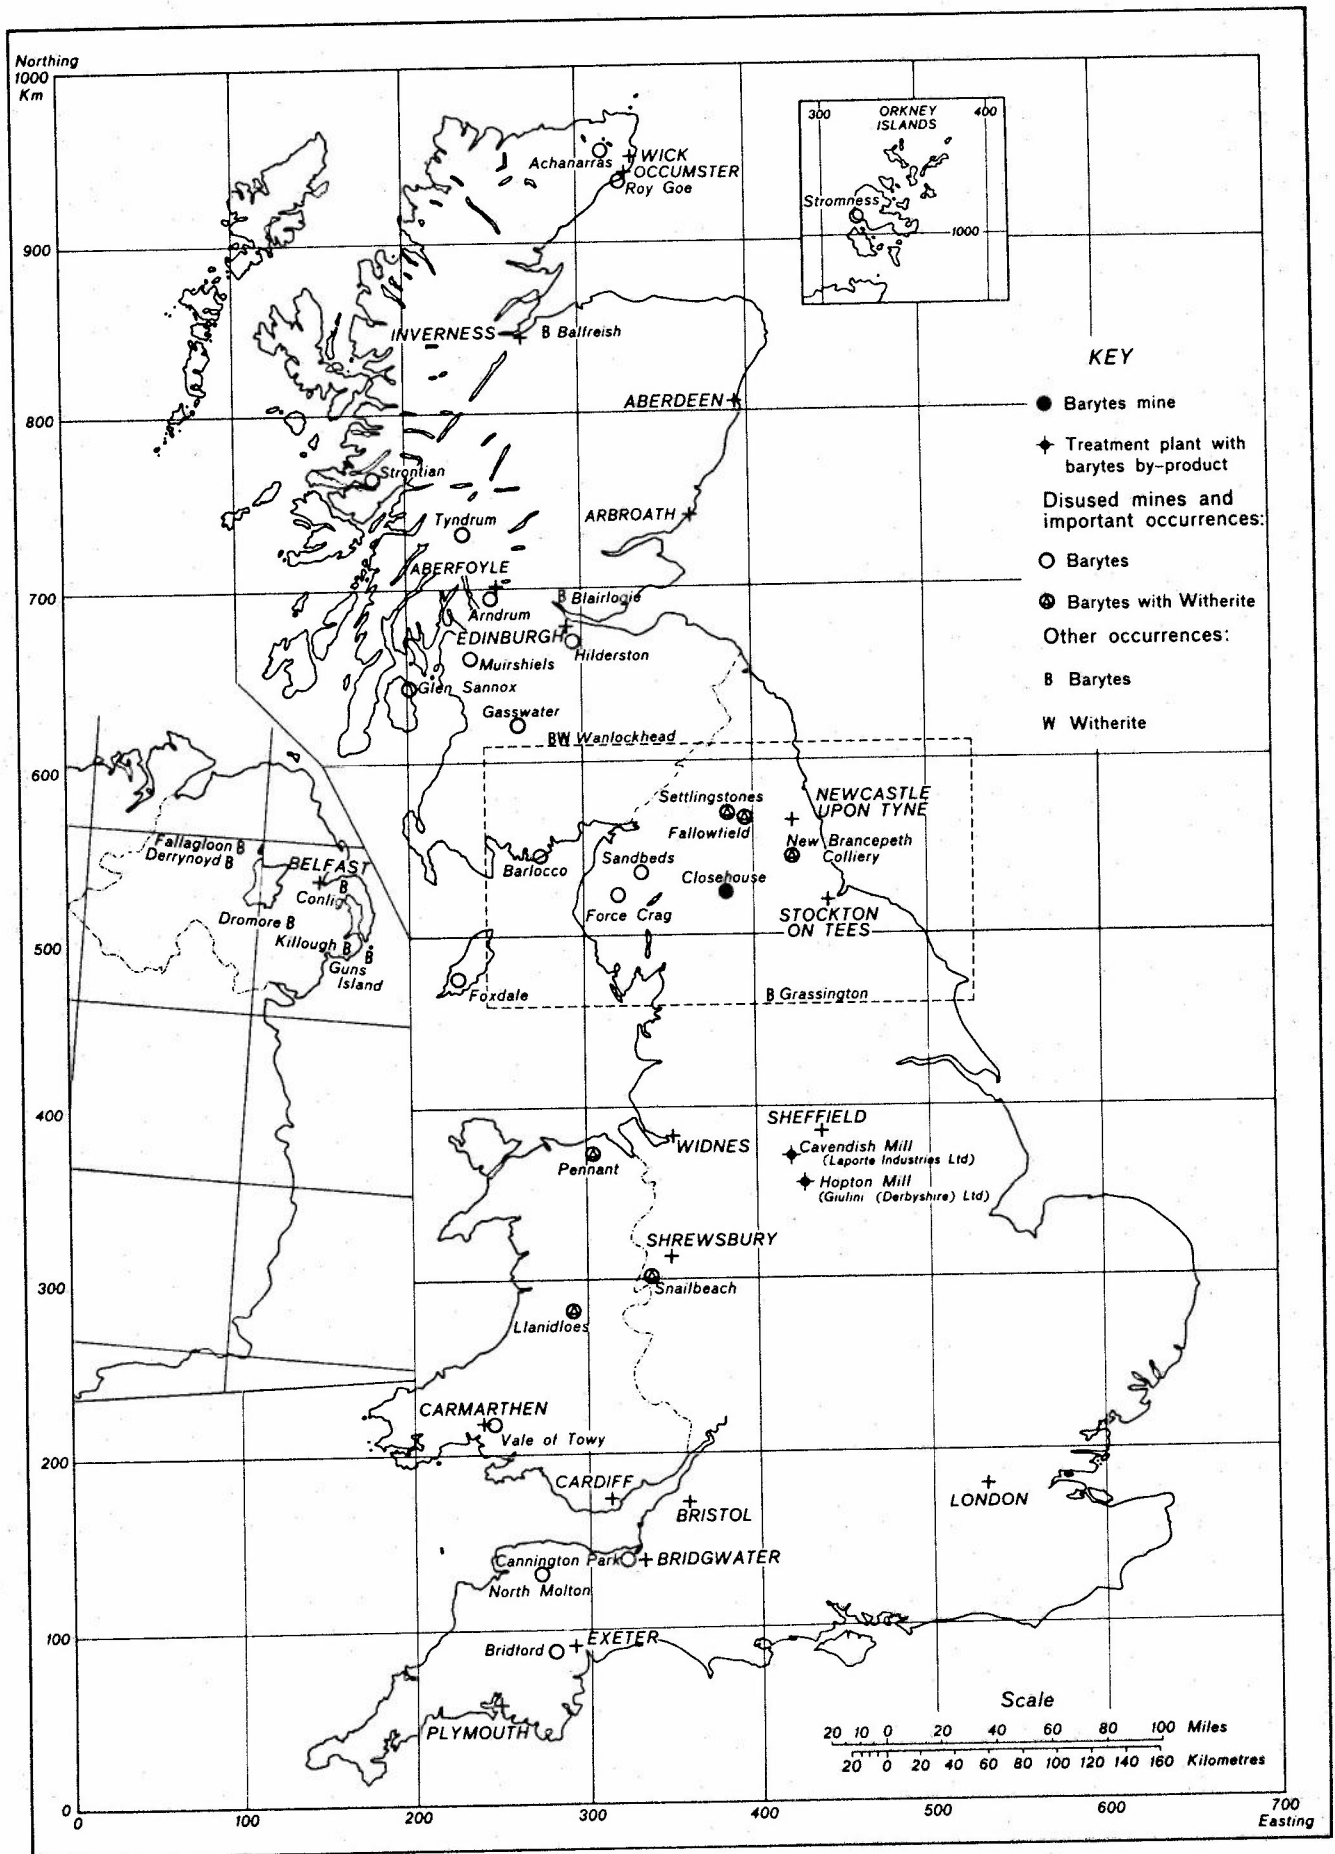 Northing
1000
Km
900
800
700
600
500
400
300
200
100
0
0
100
200
300
400
500
600
700
Easting
300
ORKNEY
ISLANDS
400
Stromness
1000
Achanarras
WICK
OCCUMSTER
Roy Goe
INVERNESS
B Balfreish
ABERDEEN
Strontian
Tyndrum
ARBROATH
ABERFOYLE
Arndrum
B Blairlogie
EDINBURGH
Hilderston
Muirshiels
Glen Sannox
Gasswater
BW Wanlockhead
Settlingstones
Fallowfield
NEWCASTLE
UPON TYNE
New Brancepeth
Colliery
Sandbeds
Barlocco
Closehouse
Force Crag
STOCKTON
ON TEES
Fallagloon B
Derrynoyd B
BELFAST
B
Conlig
Dromore B
Killough B
B
Guns
Island
Foxdale
B Grassington
SHEFFIELD
WIDNES
Cavendish Mill
(Laporte Industries Ltd)
Pennant
Hopton Mill
(Giulini (Derbyshire) Ltd)
SHREWSBURY
Snailbeach
Llanidloes
CARMARTHEN
Vale of Towy
CARDIFF
BRISTOL
LONDON
Cannington Park
BRIDGWATER
North Molton
Bridford
EXETER
PLYMOUTH
KEY
Barytes mine
Treatment plant with
barytes by-product
Disused mines and
important occurrences:
Barytes
Barytes with Witherite
Other occurrences:
B Barytes
W Witherite
Scale
20 10 0 20 40 60 80 100 Miles
20 0 20 40 60 80 100 120 140 160 Kilometres